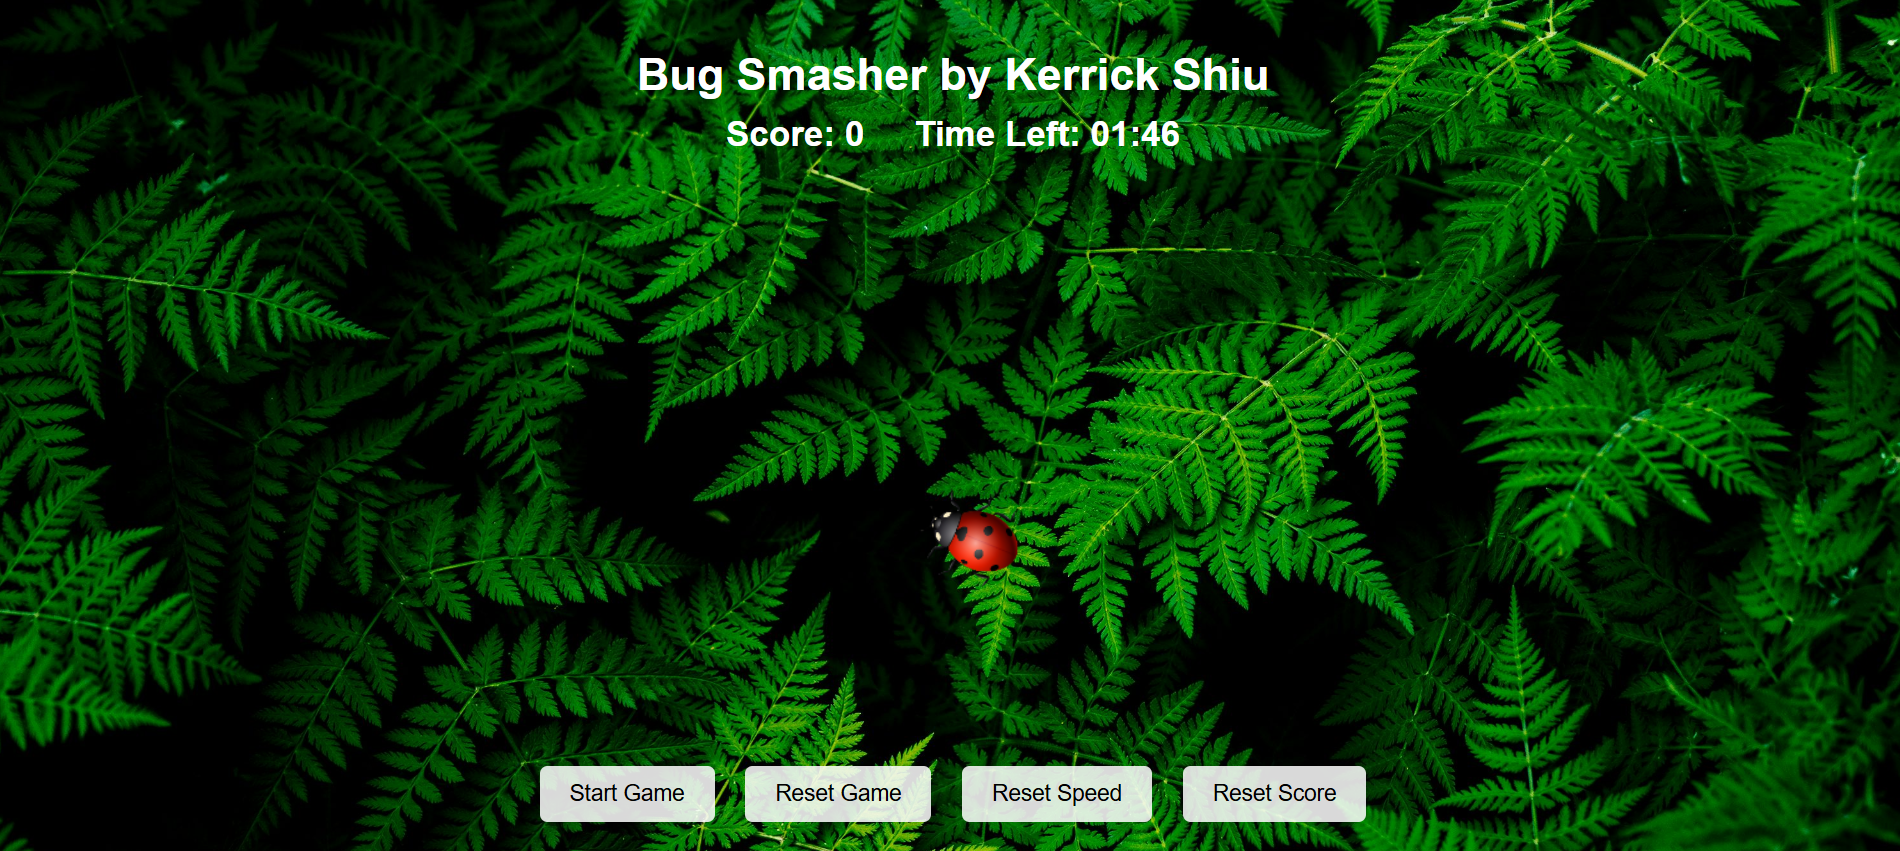 Bug Smasher by Kerrick Shiu
Score: 0 Time Left: 01:46
Start Game Reset Game Reset Speed Reset Score